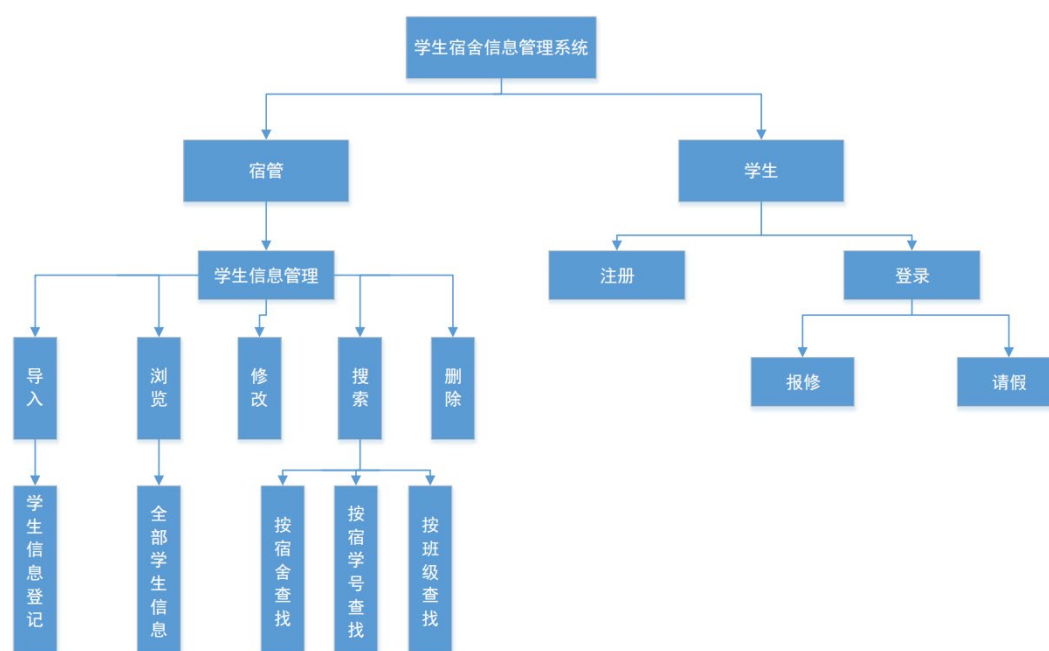 学生宿舍信息管理系统
宿管
学生
学生信息管理
注册
登录
导入
浏览
修改
搜索
删除
报修
请假
学生信息登记
全部学生信息
按宿舍查找
按宿学号查找
按班级查找